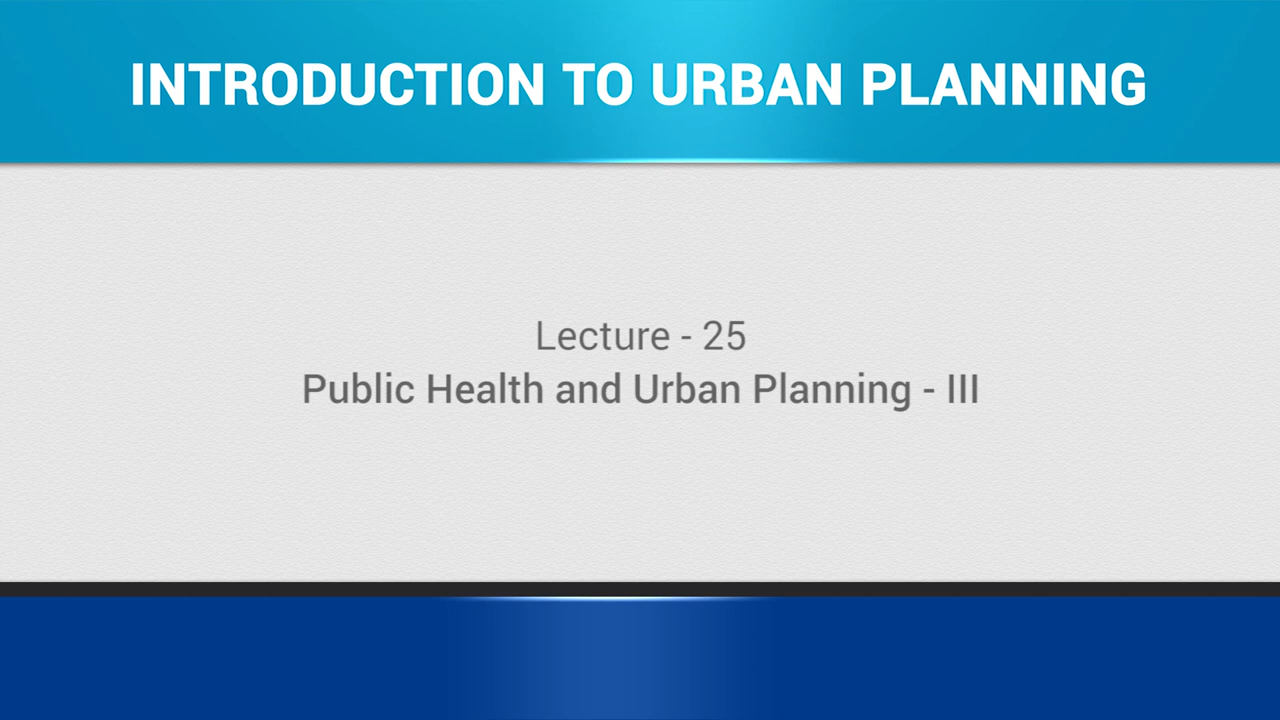 INTRODUCTION TO URBAN PLANNING
Lecture - 25
Public Health and Urban Planning - III